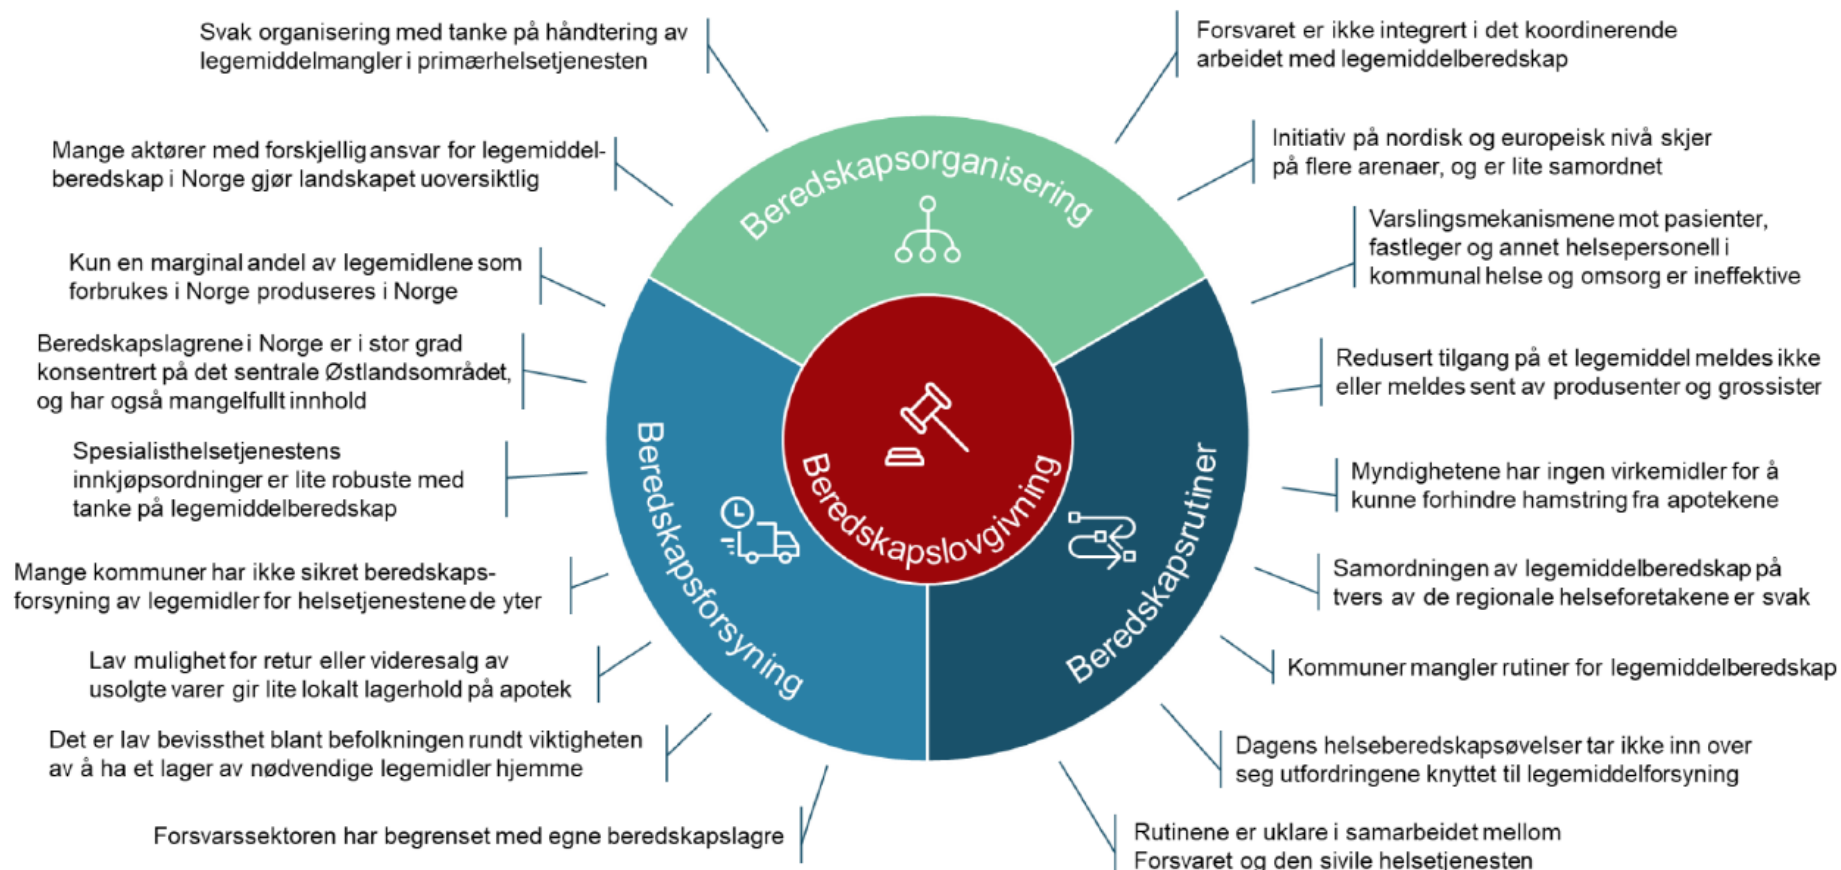 Svak organisering med tanke på håndtering av
legemiddelmangler i primærhelsetjenesten
Mange aktører med forskjellig ansvar for legemiddel-
beredskap i Norge gjør landskapet uoversiktlig
Kun en marginal andel av legemidlene som
forbrukes i Norge produseres i Norge
Beredskapslagrene i Norge er i stor grad
konsentrert på det sentrale Østlandsområdet,
og har også mangelfullt innhold
Spesialisthelsetjenestens
innkjøpsordninger er lite robuste med
tanke på legemiddelberedskap
Mange kommuner har ikke sikret beredskaps-
forsyning av legemidler for helsetjenestene de yter
Lav mulighet for retur eller videresalg av
usolgte varer gir lite lokalt lagerhold på apotek
Det er lav bevissthet blant befolkningen rundt viktigheten
av å ha et lager av nødvendige legemidler hjemme
Forsvarssektoren har begrenset med egne beredskapslagre
Beredskapsorganisering
Beredskapslovgivning
Beredskapsforsyning
Beredskapsrutiner
Forsvaret er ikke integrert i det koordinerende
arbeidet med legemiddelberedskap
Initiativ på nordisk og europeisk nivå skjer
på flere arenaer, og er lite samordnet
Varslingsmekanismene mot pasienter,
fastleger og annet helsepersonell i
kommunal helse og omsorg er ineffektive
Redusert tilgang på et legemiddel meldes ikke
eller meldes sent av produsenter og grossister
Myndighetene har ingen virkemidler for å
kunne forhindre hamstring fra apotekene
Samordningen av legemiddelberedskap på
tvers av de regionale helseforetakene er svak
Kommuner mangler rutiner for legemiddelberedskap
Dagens helseberedskapsøvelser tar ikke inn over
seg utfordringene knyttet til legemiddelforsyning
Rutinene er uklare i samarbeidet mellom
Forsvaret og den sivile helsetjenesten